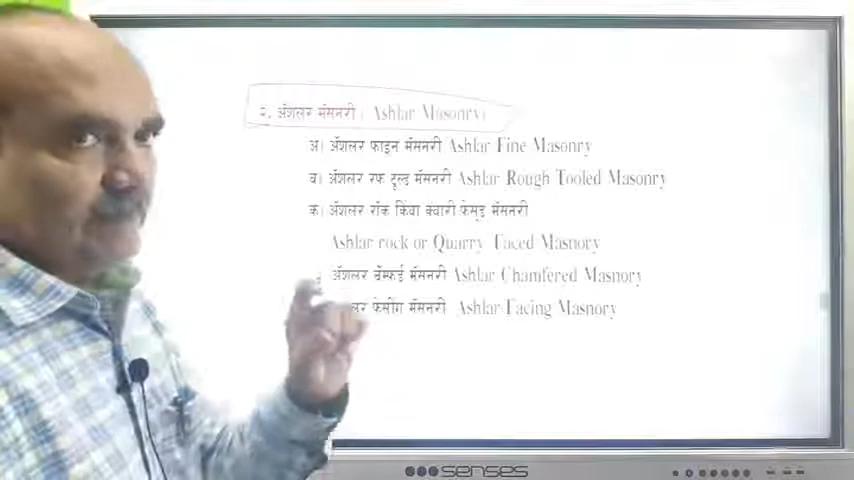 २. ॲशलर मॅसनरी ( Ashlar Masonry)
अ) ॲशलर फाइन मॅसनरी Ashlar Fine Masonry
ब) ॲशलर रफ टूल्ड मॅसनरी Ashlar Rough Tooled Masonry
क) ॲशलर रॉक किंवा क्वारी फेस्ड मॅसनरी
Ashlar rock or Quarry Faced Masnory
ॲशलर चॅम्फर्ड मॅसनरी Ashlar Chamfered Masnory
लर फेसींग मॅसनरी Ashlar Facing Masnory
SENSES